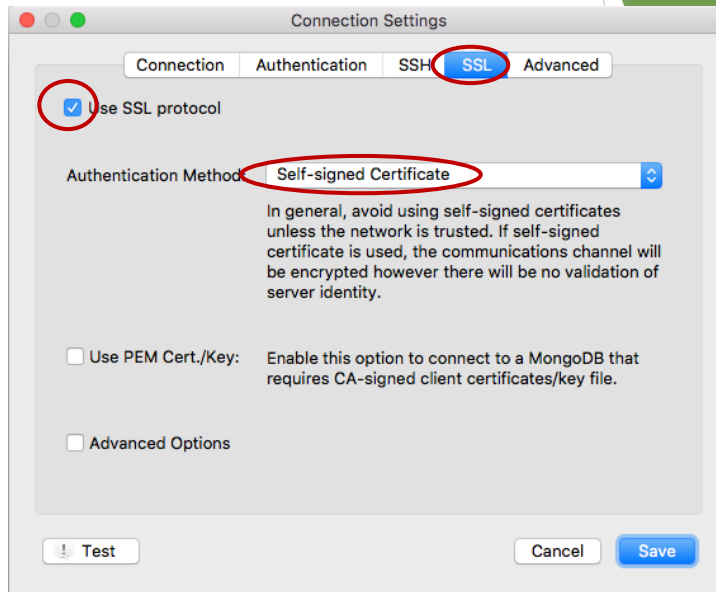 Connection Settings
Connection Authentication SSH SSL Advanced
Use SSL protocol
Authentication Method: Self-signed Certificate
In general, avoid using self-signed certificates
unless the network is trusted. If self-signed
certificate is used, the communications channel will
be encrypted however there will be no validation of
server identity.
Use PEM Cert./Key: Enable this option to connect to a MongoDB that
requires CA-signed client certificates/key file.
Advanced Options
! Test Cancel Save